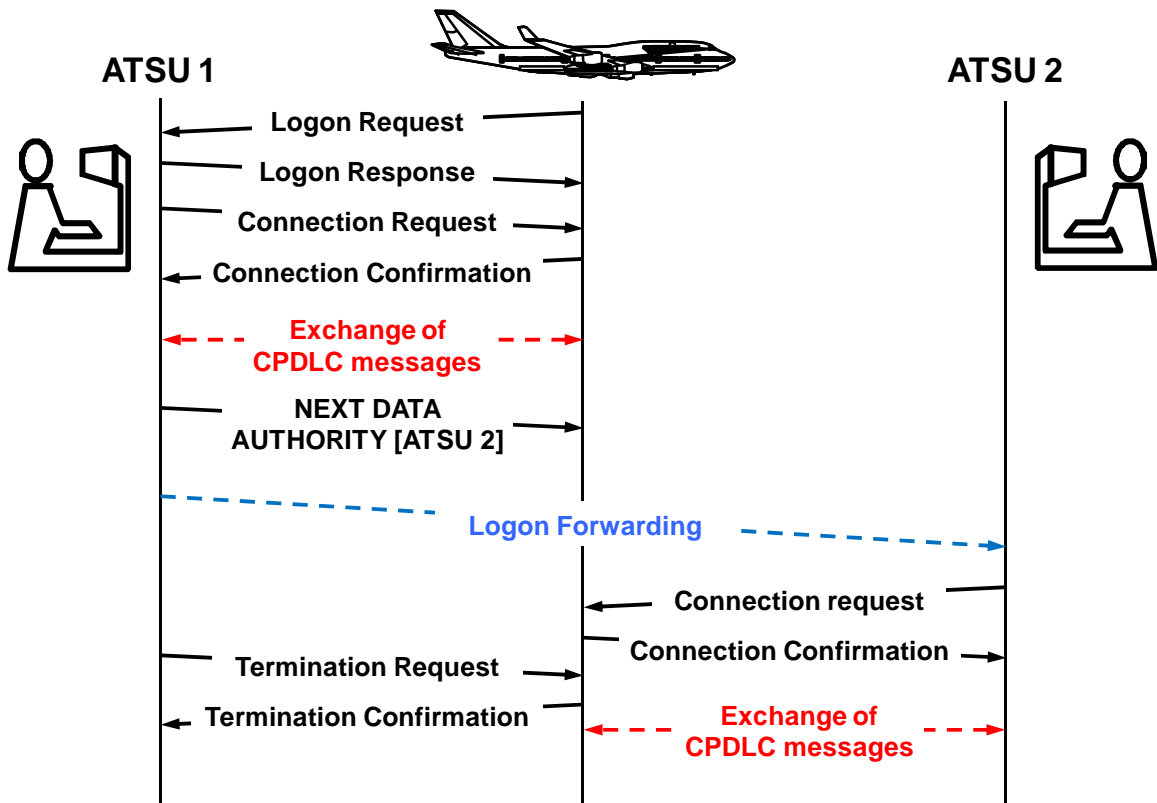 ATSU 1
ATSU 2
Logon Request
Logon Response
Connection Request
Connection Confirmation
Exchange of
CPDLC messages
NEXT DATA
AUTHORITY [ATSU 2]
Logon Forwarding
Connection request
Connection Confirmation
Termination Request
Termination Confirmation
Exchange of
CPDLC messages